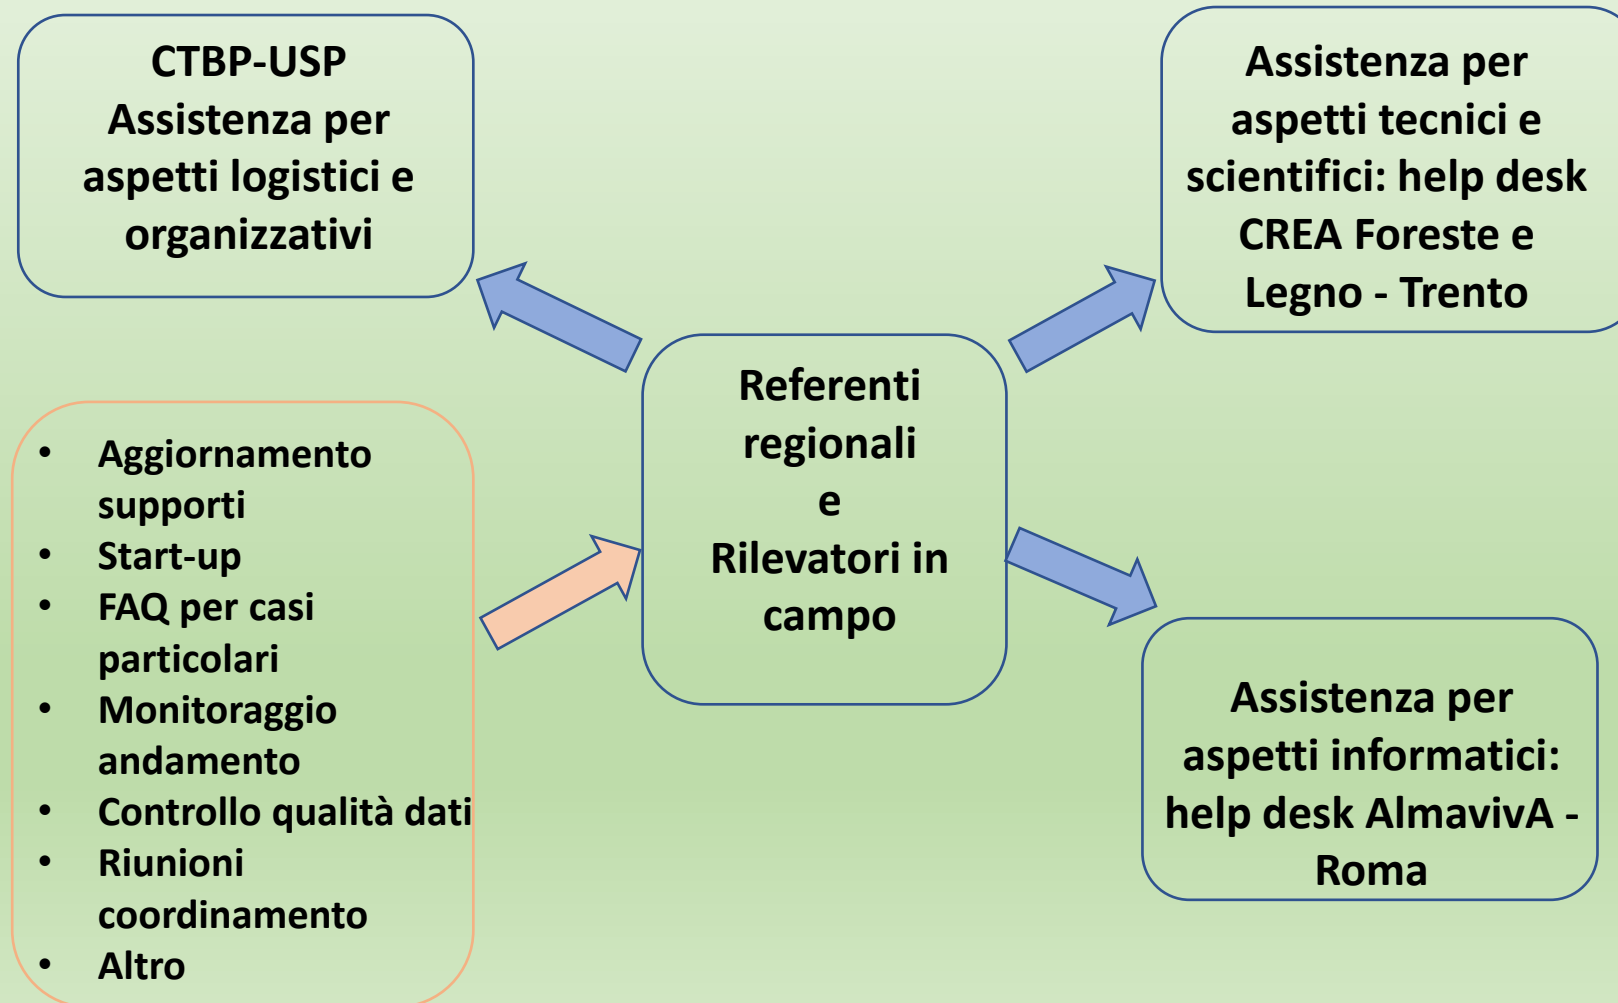 CTBP-USP
Assistenza per
aspetti logistici e
organizzativi
Assistenza per
aspetti tecnici e
scientifici: help desk
CREA Foreste e
Legno - Trento
Referenti
regionali
e
Rilevatori in
campo
• Aggiornamento
supporti
• Start-up
• FAQ per casi
particolari
• Monitoraggio
andamento
• Controllo qualità dati
• Riunioni
coordinamento
• Altro
Assistenza per
aspetti informatici:
help desk AlmavivA -
Roma